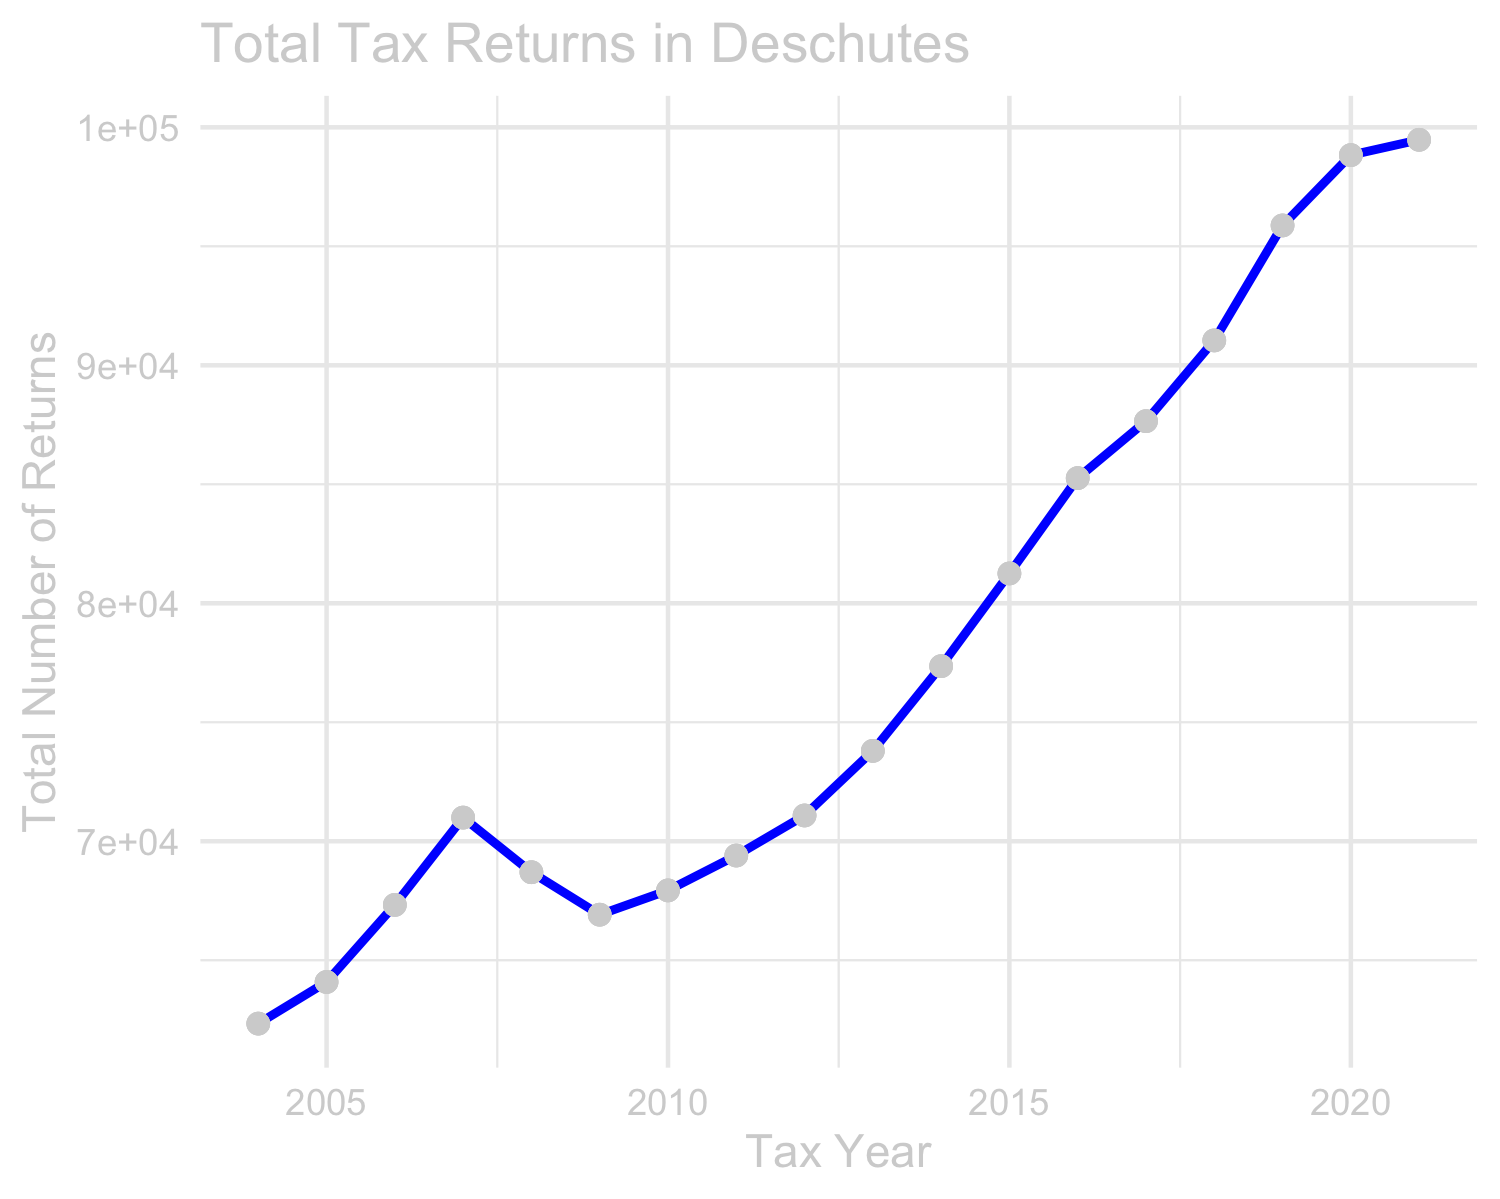 Total Tax Returns in Deschutes
Total Number of Returns
1e+05
9e+04
8e+04
7e+04
2005 2010 2015 2020
Tax Year